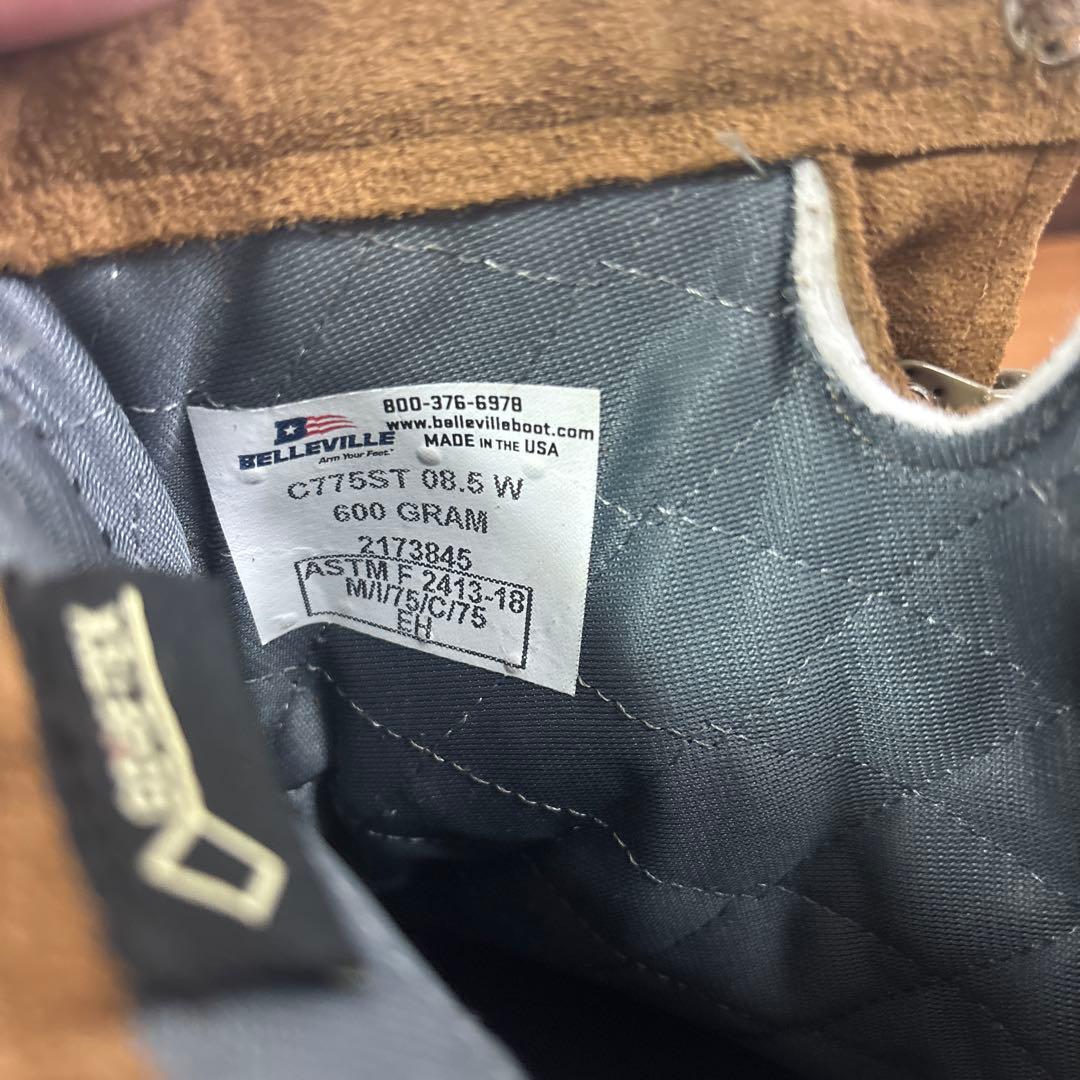 800-376-6978
www.bellevilleboot.com
MADE IN THE USA
B
BELLEVILLE
Arm Your Feet.
C775ST 08.5 W
600 GRAM
2173845
ASTM F 2413-18
M/I/75/C/75
EH